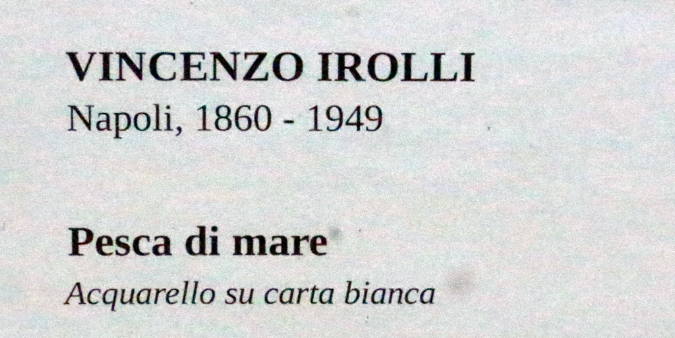 VINCENZO IROLLI
Napoli, 1860 - 1949
Pesca di mare
Acquarello su carta bianca